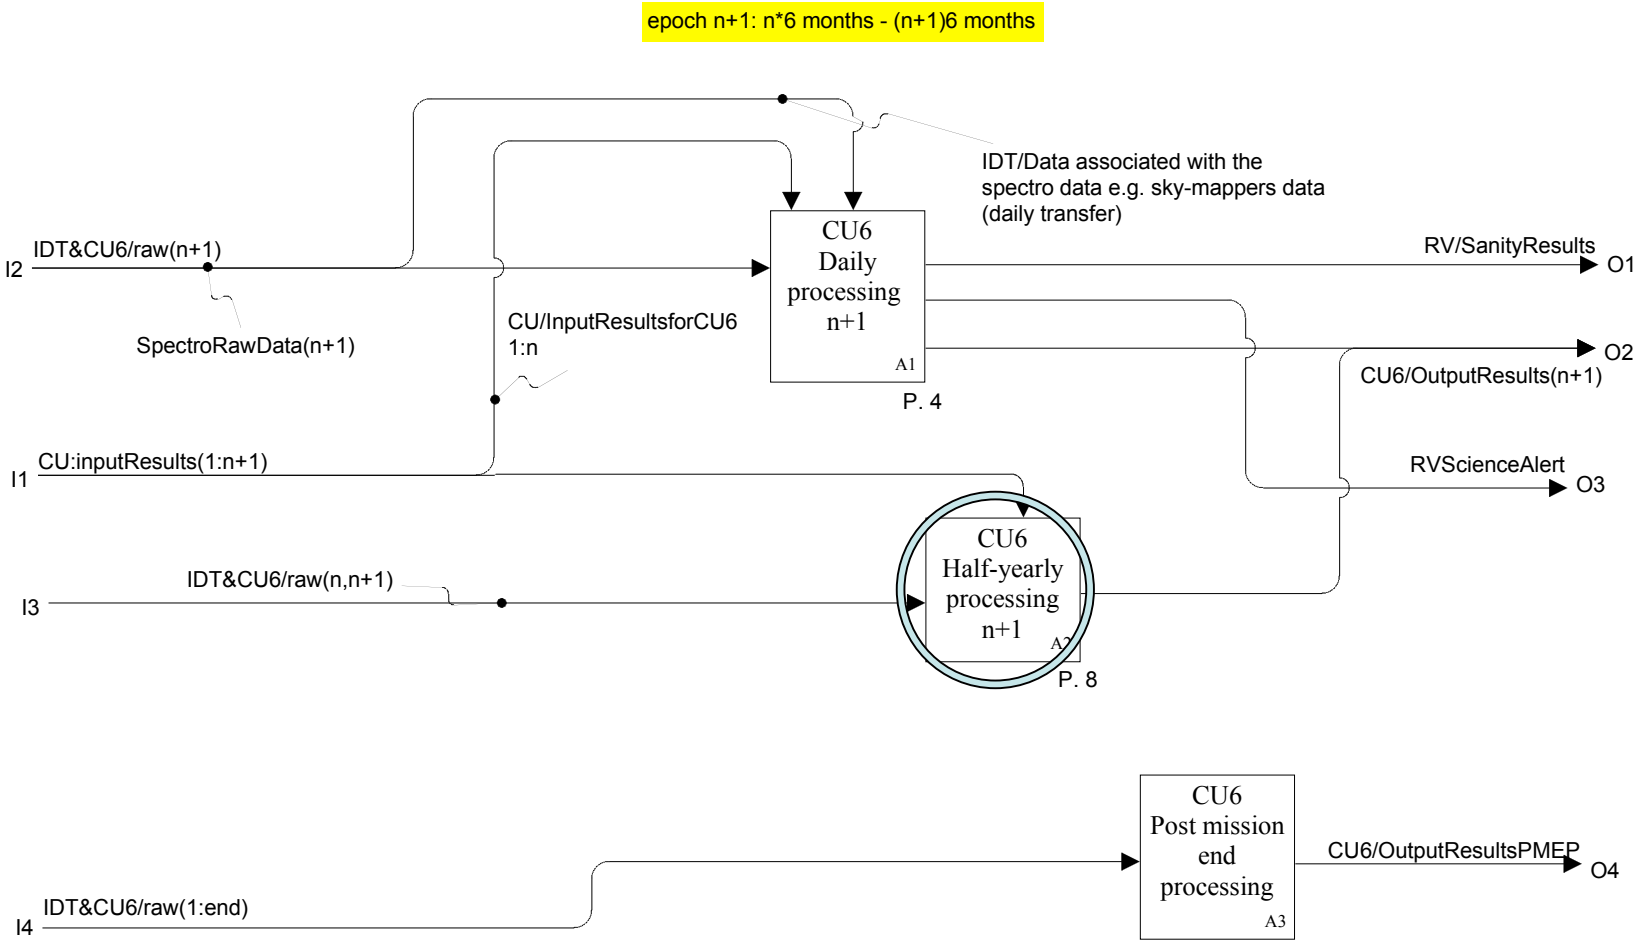 epoch n+1: n*6 months - (n+1)6 months
IDT/Data associated with the
spectro data e.g. sky-mappers data
(daily transfer)
CU6
Daily
processing
n+1
A1
P. 4
I2
IDT&CU6/raw(n+1)
SpectroRawData(n+1)
CU/InputResultsforCU6
1:n
RV/SanityResults
O1
O2
CU6/OutputResults(n+1)
I1
CU:inputResults(1:n+1)
RVScienceAlert
O3
CU6
Half-yearly
processing
n+1
A2
P. 8
IDT&CU6/raw(n,n+1)
I3
CU6
Post mission
end
processing
A3
CU6/OutputResultsPMEP
O4
IDT&CU6/raw(1:end)
I4